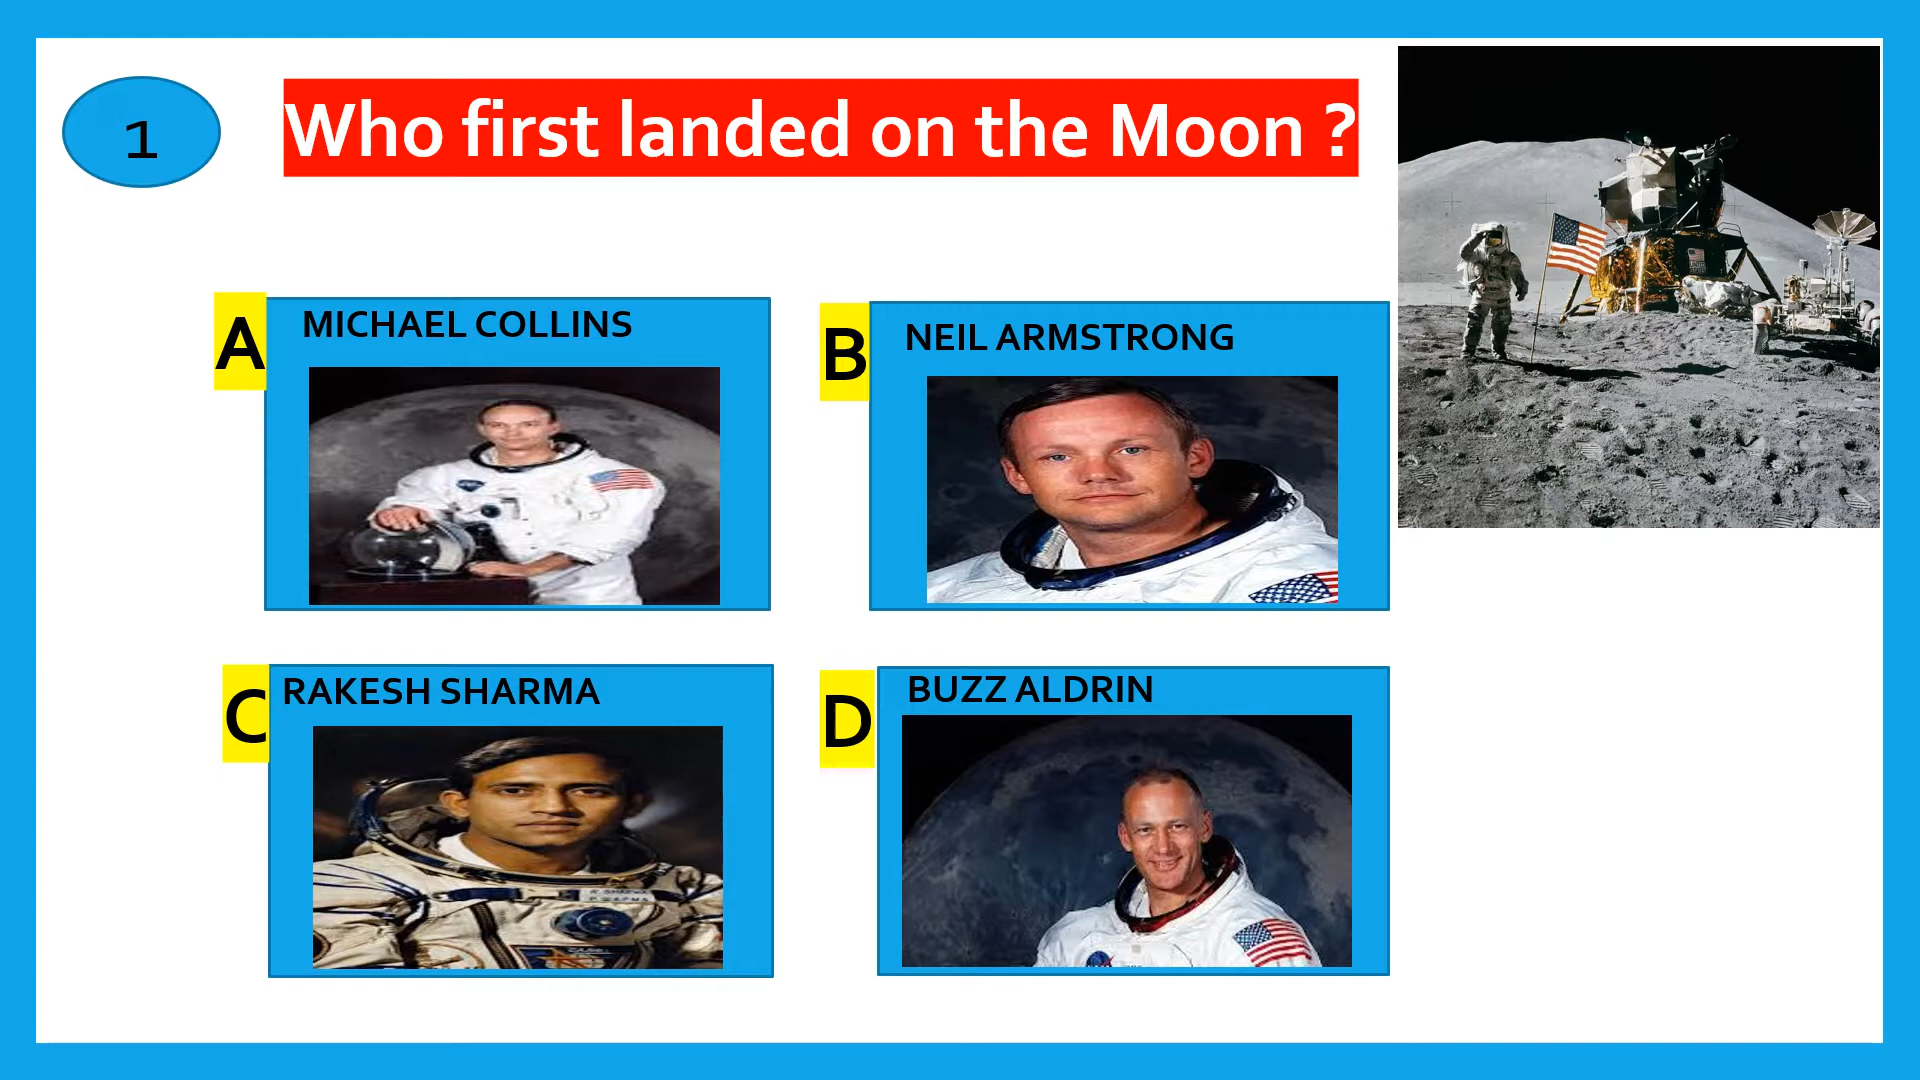 1
Who first landed on the Moon ?
A
MICHAEL COLLINS
B
NEIL ARMSTRONG
C
RAKESH SHARMA
D
BUZZ ALDRIN